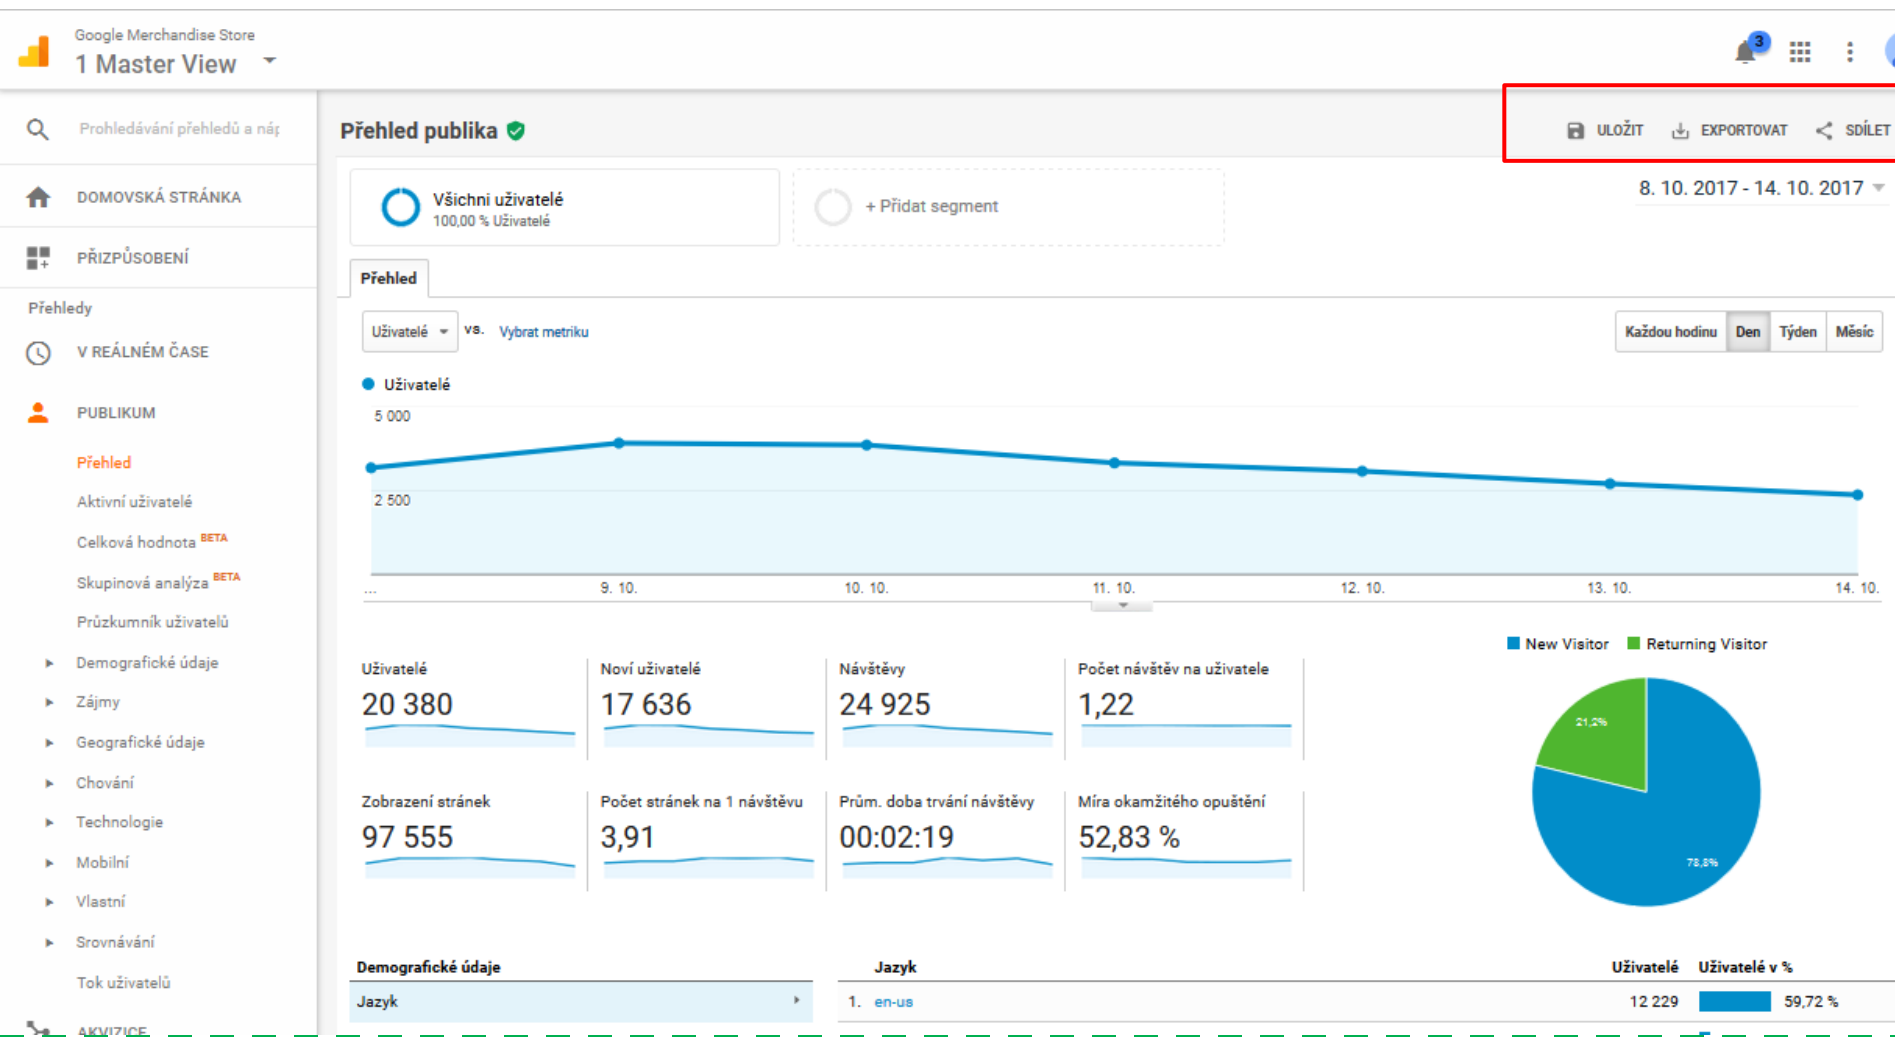 Google Merchandise Store
1 Master View
3
Prohledávání přehledů a náp
DOMOVSKÁ STRÁNKA
PŘIZPŮSOBENÍ
Přehledy
V REÁLNÉM ČASE
PUBLIKUM
Přehled
Aktivní uživatelé
Celková hodnota BETA
Skupinová analýza BETA
Průzkumník uživatelů
Demografické údaje
Zájmy
Geografické údaje
Chování
Technologie
Mobilní
Vlastní
Srovnávání
Tok uživatelů
AKVIZICE
Přehled publika
ULOŽIT EXPORTOVAT SDÍLET
8. 10. 2017 - 14. 10. 2017
Všichni uživatelé
100,00 % Uživatelé
+ Přidat segment
Přehled
Uživatelé vs. Vybrat metriku
Každou hodinu Den Týden Měsíc
Uživatelé
5 000
2 500
... 9. 10. 10. 10. 11. 10. 12. 10. 13. 10. 14. 10.
Uživatelé
20 380
Noví uživatelé
17 636
Návštěvy
24 925
Počet návštěv na uživatele
1,22
Zobrazení stránek
97 555
Počet stránek na 1 návštěvu
3,91
Prům. doba trvání návštěvy
00:02:19
Míra okamžitého opuštění
52,83 %
New Visitor Returning Visitor
21,2%
78,8%
Demografické údaje
Jazyk
Jazyk Uživatelé Uživatelé v %
1. en-us 12 229 59,72 %